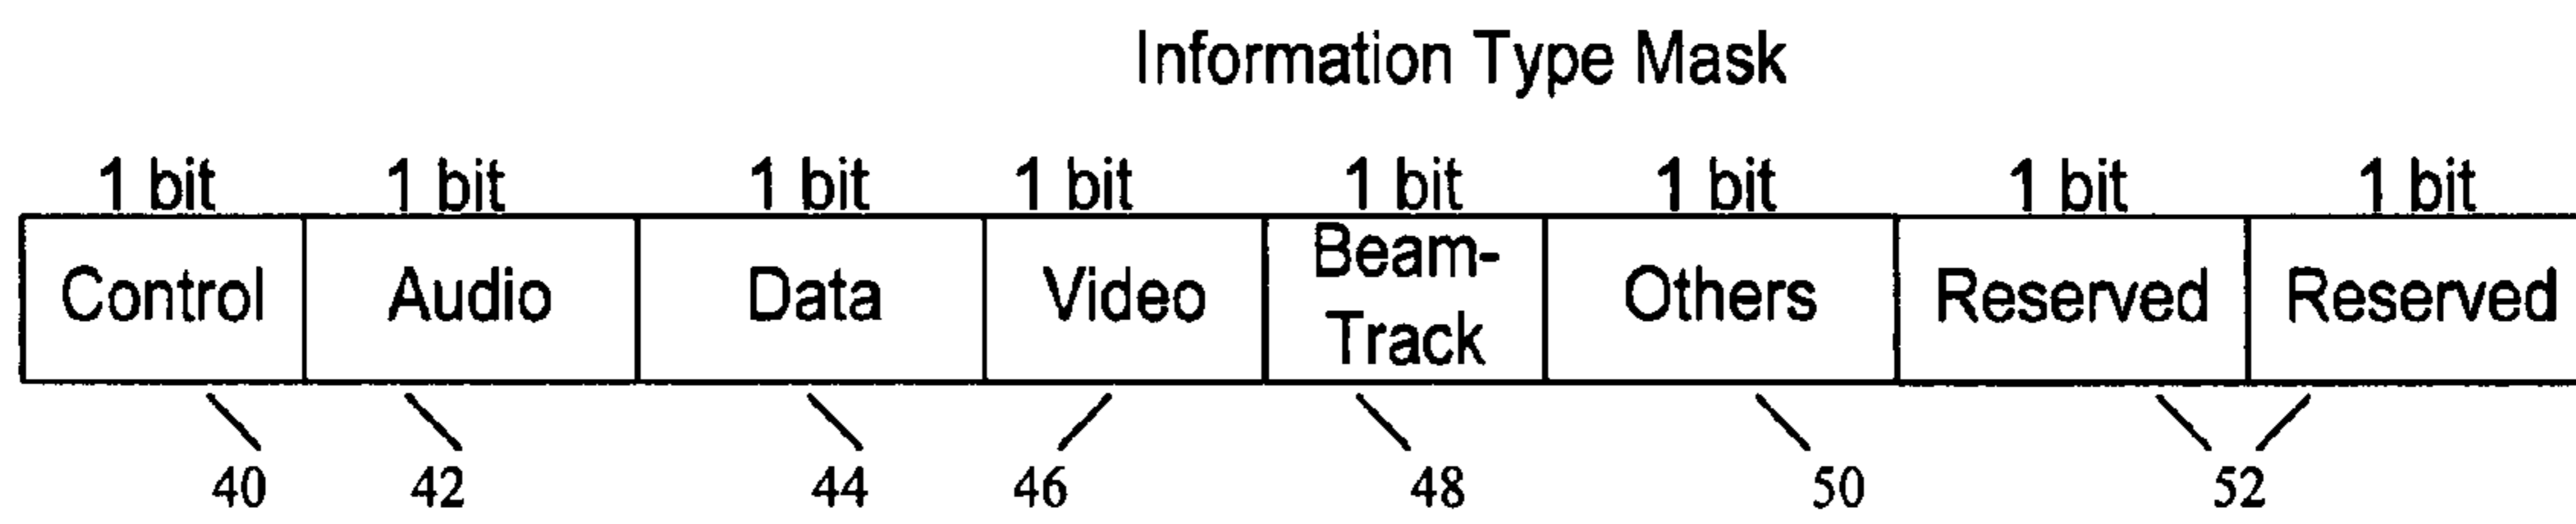 Information Type Mask
1 bit 1 bit 1 bit 1 bit 1 bit 1 bit 1 bit 1 bit
Control Audio Data Video Beam-Track Others Reserved Reserved
40 42 44 46 48 50 52